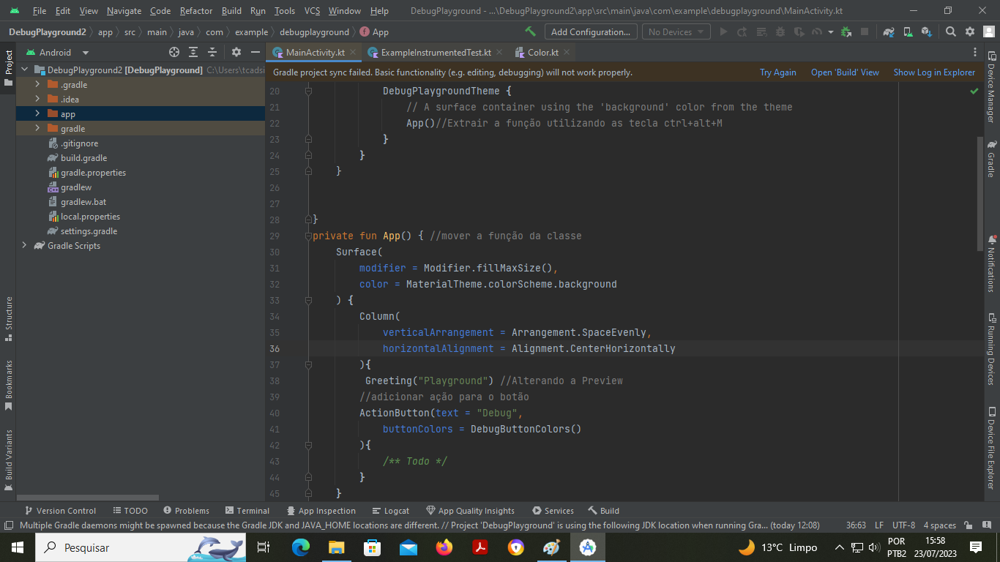 File Edit View Navigate Code Refactor Build Run Tools VCS Window Help DebugPlayground - ...\DebugPlayground2\app\src\main\java\com\example\debugplayground\MainActivity.kt
DebugPlayground2 app src main java com example debugplayground App Add Configuration... No Devices
Project
Android
MainActivity.kt ExampleInstrumentedTest.kt Color.kt
DebugPlayground2 [DebugPlayground] C:\Users\tcadsi
.gradle
.idea
app
gradle
.gitignore
build.gradle
gradle.properties
gradlew
gradlew.bat
local.properties
settings.gradle
Gradle Scripts
Structure
Bookmarks
Build Variants
Gradle project sync failed. Basic functionality (e.g. editing, debugging) will not work properly. Try Again Open 'Build' View Show Log in Explorer
20 DebugPlaygroundTheme {
21 // A surface container using the 'background' color from the theme
22 App()//Extrair a função utilizando as tecla ctrl+alt+M
23 }
24 }
25 }
26
27
28 }
29 private fun App() { //mover a função da classe
30 Surface(
31 modifier = Modifier.fillMaxSize(),
32 color = MaterialTheme.colorScheme.background
33 ) {
34 Column(
35 verticalArrangement = Arrangement.SpaceEvenly,
36 horizontalAlignment = Alignment.CenterHorizontally
37 ){
38 Greeting("Playground") //Alterando a Preview
39 //adicionar ação para o botão
40 ActionButton(text = "Debug",
41 buttonColors = DebugButtonColors()
42 ){
43 /** Todo */
44 }
45 }
Device Manager
Gradle
Notifications
Running Devices
Device File Explorer
Version Control TODO Problems Terminal App Inspection Logcat App Quality Insights Services Build
Multiple Gradle daemons might be spawned because the Gradle JDK and JAVA_HOME locations are different. // Project 'DebugPlayground' is using the following JDK location when running Gra... (today 12:08) 36:63 LF UTF-8 4 spaces
Pesquisar
13°C Limpo
POR
PTB2
15:58
23/07/2023